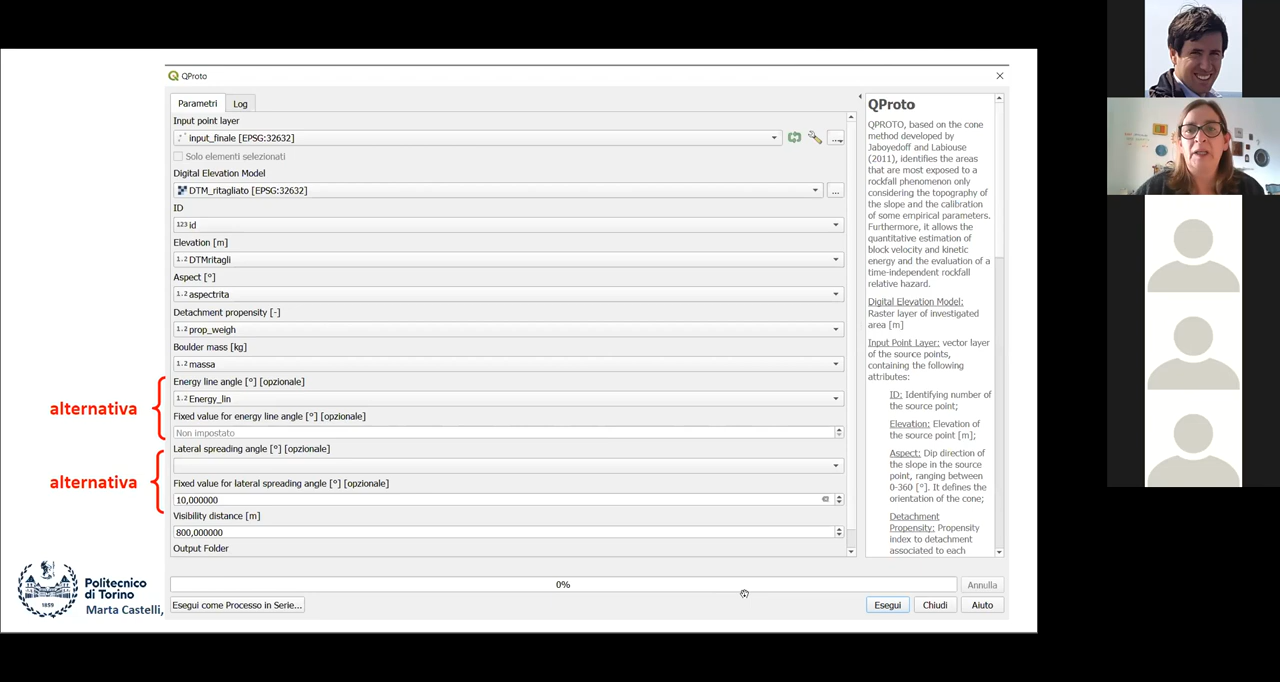 QProto
Parametri
Log
Input point layer
input_finale [EPSG:32632]
...
Solo elementi selezionati
Digital Elevation Model
DTM_ritagliato [EPSG:32632]
...
ID
123 id
Elevation [m]
1.2 DTMritagli
Aspect [°]
1.2 aspectrita
Detachment propensity [-]
1.2 prop_weigh
Boulder mass [kg]
1.2 massa
Energy line angle [°] [opzionale]
1.2 Energy_lin
Fixed value for energy line angle [°] [opzionale]
Non impostato
Lateral spreading angle [°] [opzionale]
Fixed value for lateral spreading angle [°] [opzionale]
10,000000
Visibility distance [m]
800,000000
Output Folder
alternativa
alternativa
0%
Annulla
Esegui come Processo in Serie...
Esegui
Chiudi
Aiuto
QProto
QPROTO, based on the cone
method developed by
Jaboyedoff and Labiouse
(2011), identifies the areas
that are most exposed to a
rockfall phenomenon only
considering the topography of
the slope and the calibration
of some empirical parameters.
Furthermore, it allows the
quantitative estimation of
block velocity and kinetic
energy and the evaluation of a
time-independent rockfall
relative hazard.
Digital Elevation Model:
Raster layer of investigated
area [m]
Input Point Layer: vector
layer of the source points,
containing the following
attributes:
ID: Identifying number of
the source point;
Elevation: Elevation of
the source point [m];
Aspect: Dip direction of
the slope in the source
point, ranging between
0-360 [°]. It defines the
orientation of the cone;
Detachment
Propensity: Propensity
index to detachment
associated to each
1859
Politecnico
di Torino
Marta Castelli,